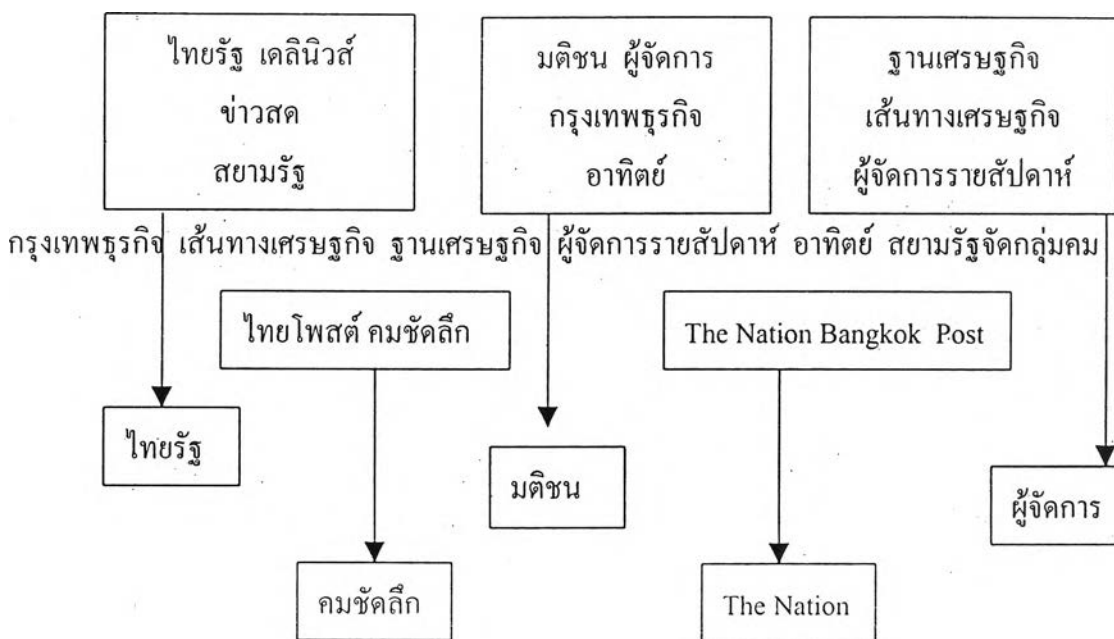 ไทยรัฐ เดลินิวส์
ข่าวสด
สยามรัฐ
มติชน ผู้จัดการ
กรุงเทพธุรกิจ
อาทิตย์
ฐานเศรษฐกิจ
เส้นทางเศรษฐกิจ
ผู้จัดการรายสัปดาห์
กรุงเทพธุรกิจ เส้นทางเศรษฐกิจ ฐานเศรษฐกิจ ผู้จัดการรายสัปดาห์ อาทิตย์ สยามรัฐจัดกลุ่มคม
ไทยโพสต์ คมชัดลึก
The Nation Bangkok Post
ไทยรัฐ
มติชน
ผู้จัดการ
คมชัดลึก
The Nation